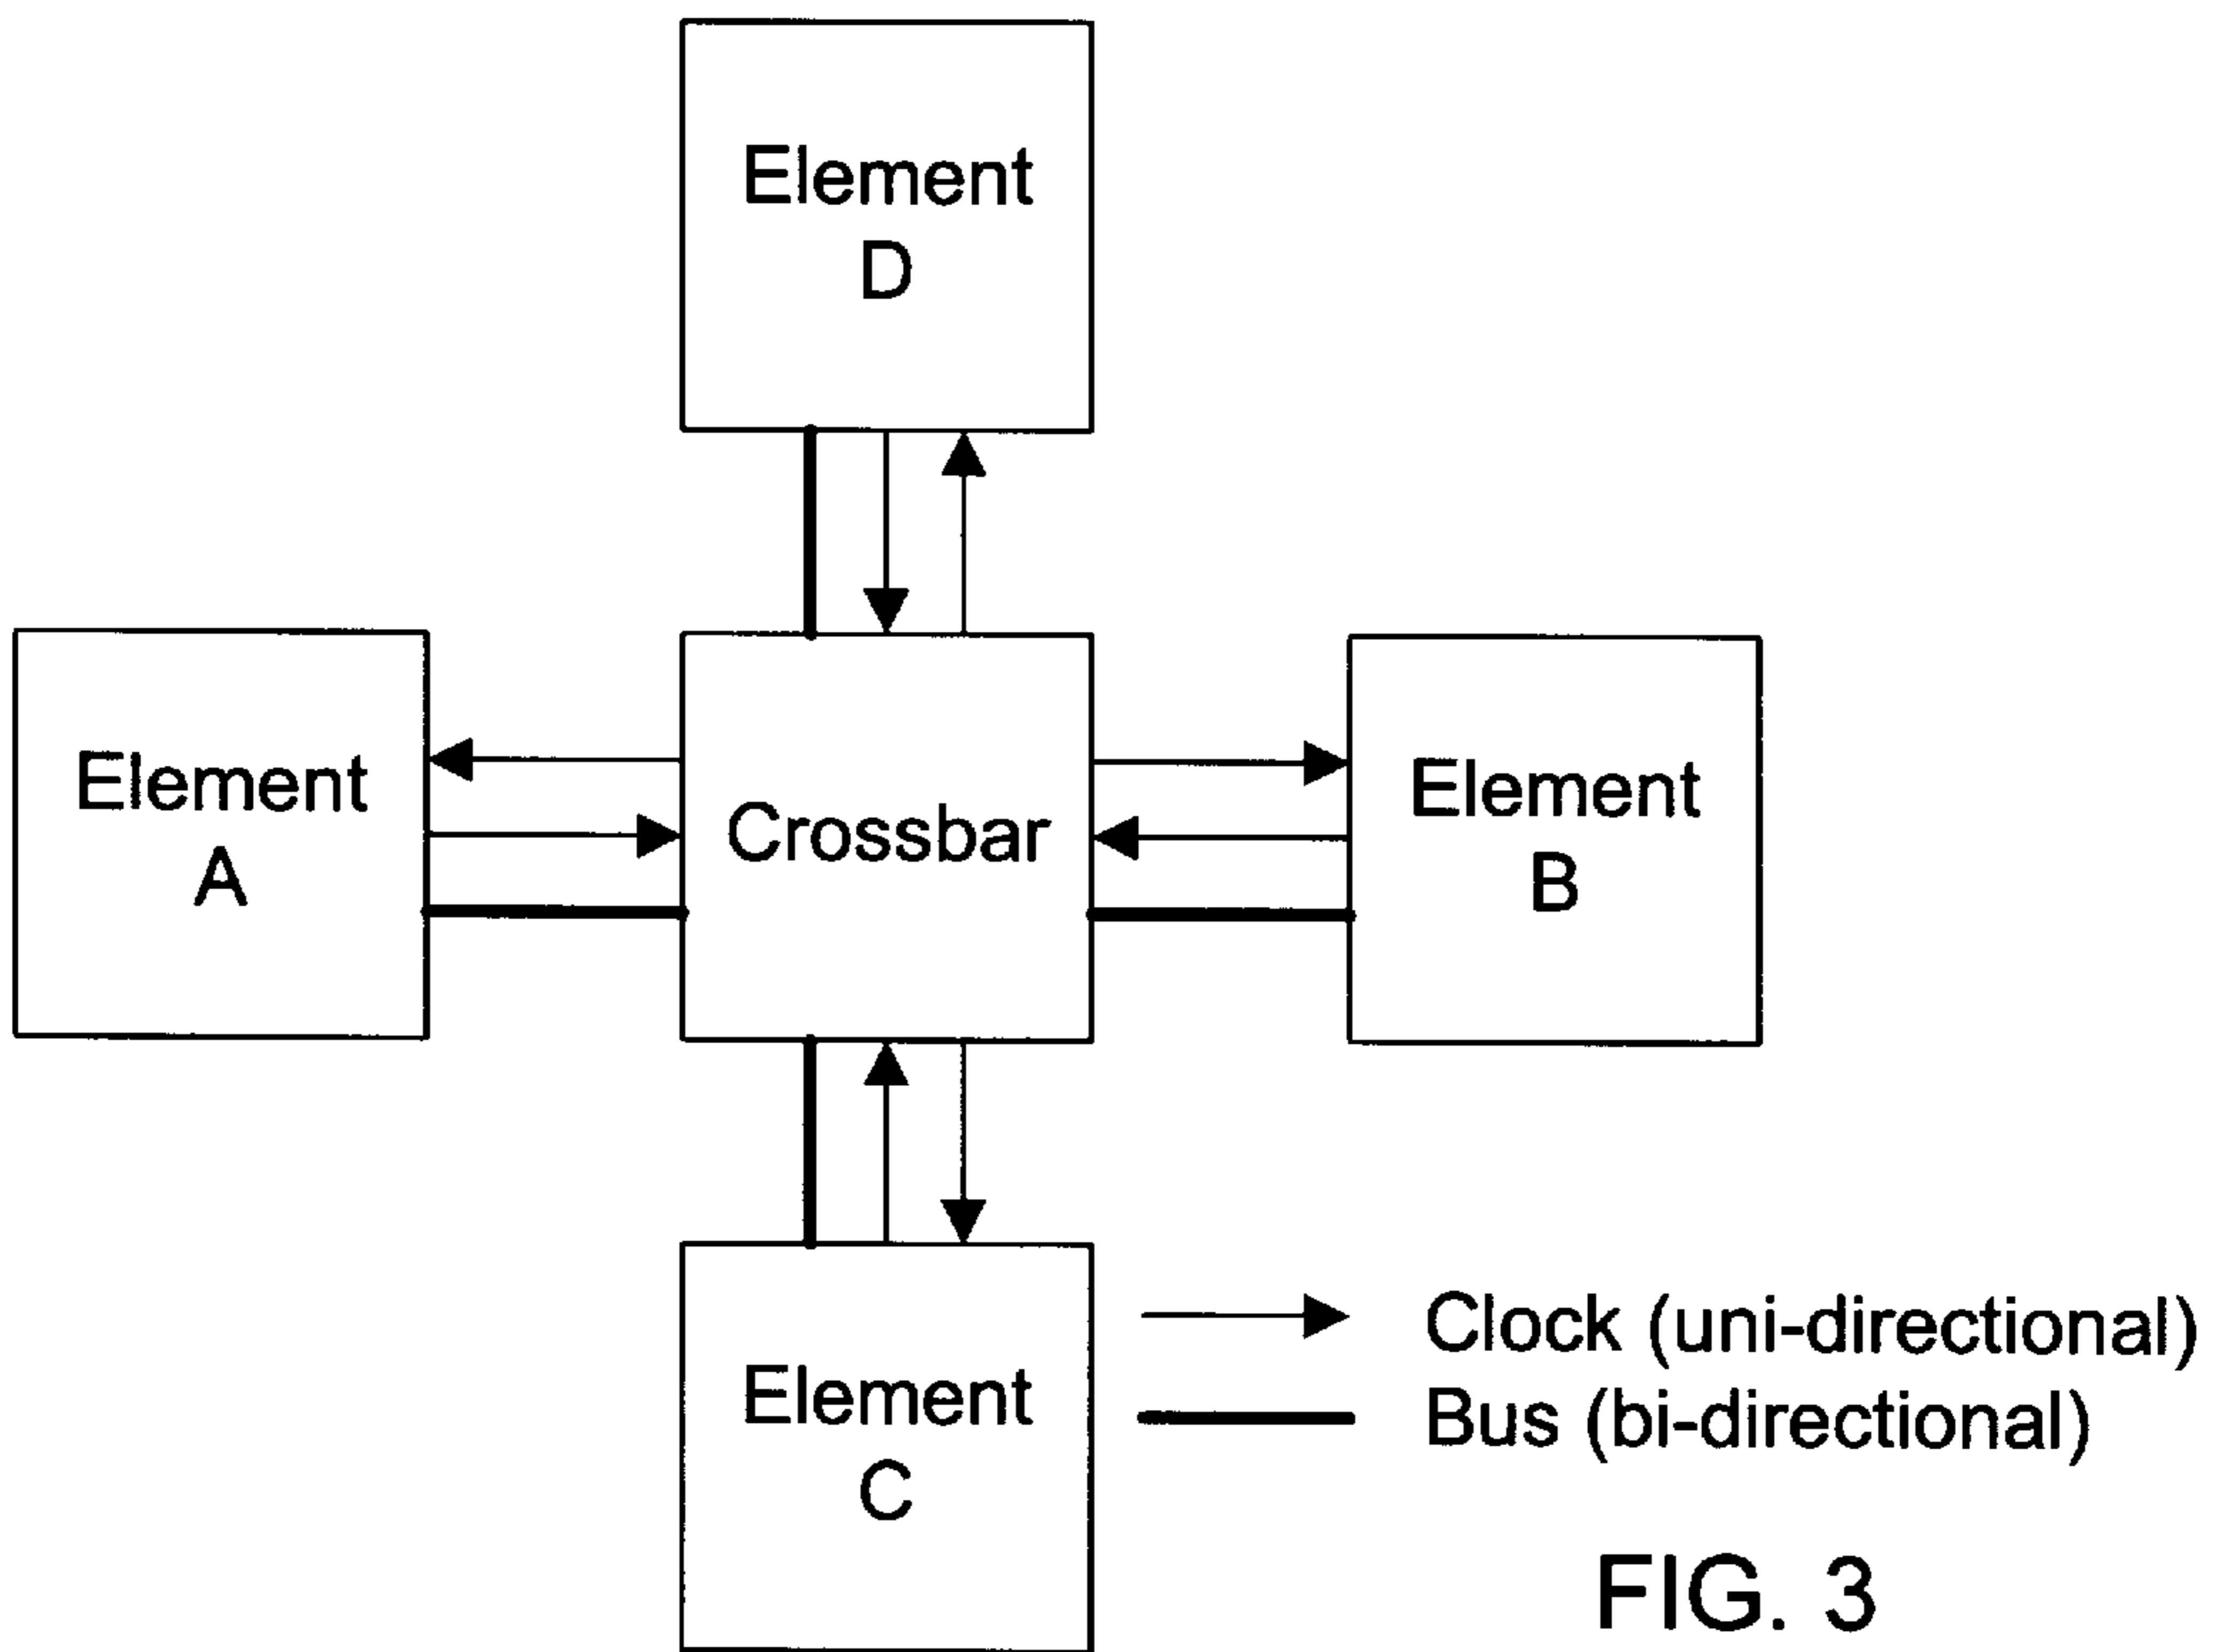 Element
D
Element
A
Crossbar
Element
B
Element
C
Clock (uni-directional)
Bus (bi-directional)
FIG. 3